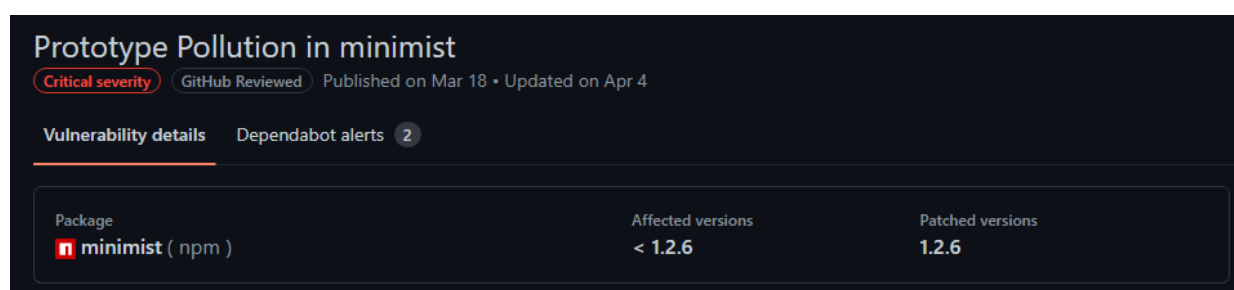 Prototype Pollution in minimist
Critical severity GitHub Reviewed Published on Mar 18 • Updated on Apr 4
Vulnerability details Dependabot alerts 2
Package Affected versions Patched versions
n minimist ( npm ) < 1.2.6 1.2.6